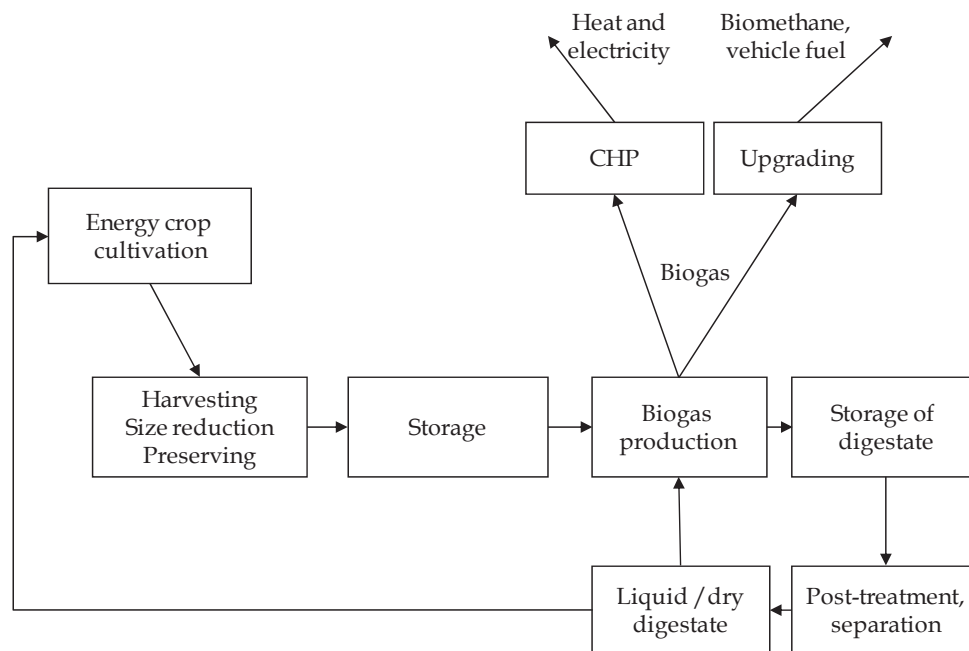 Heat and
electricity
Biomethane,
vehicle fuel
CHP
Upgrading
Energy crop
cultivation
Biogas
Harvesting
Size reduction
Preserving
Storage
Biogas
production
Storage of
digestate
Liquid / dry
digestate
Post-treatment,
separation